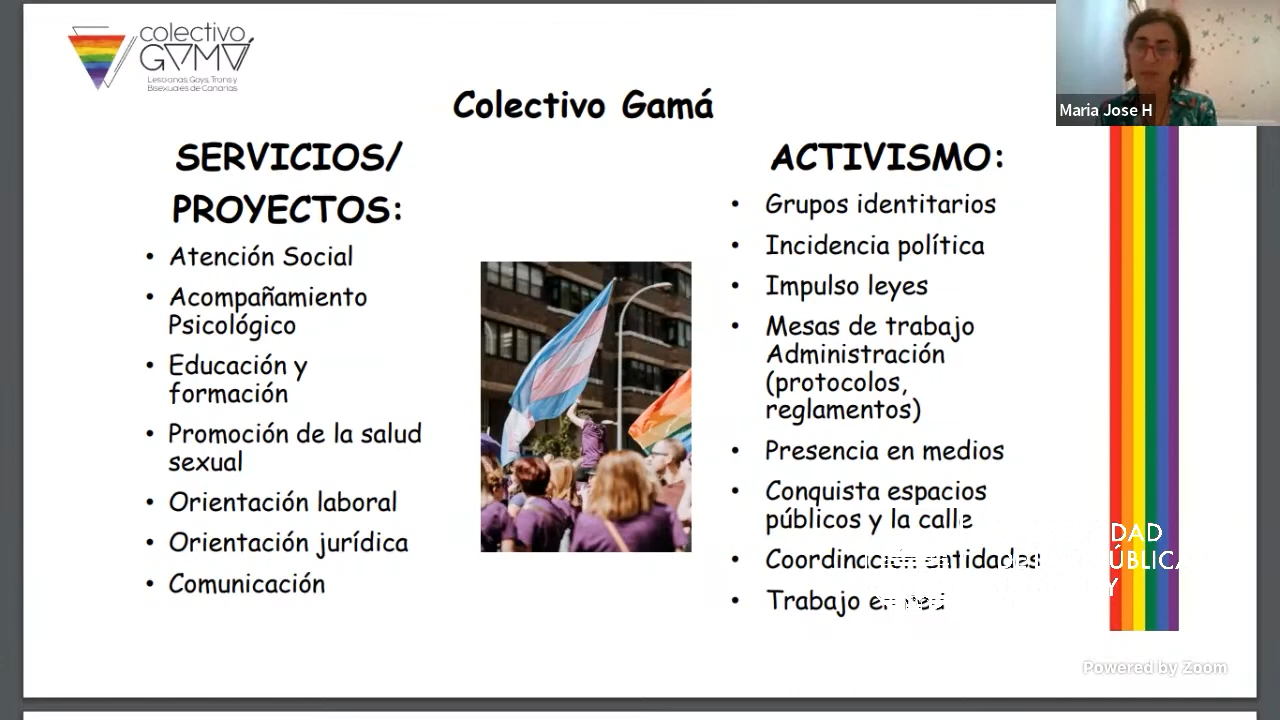 colectivo
GAMÁ
Lesbianas, Gays, Trans y
Bisexuales de Canarias
Maria Jose H
Colectivo Gamá
SERVICIOS/
PROYECTOS:
• Atención Social
• Acompañamiento
Psicológico
• Educación y
formación
• Promoción de la salud
sexual
• Orientación laboral
• Orientación jurídica
• Comunicación
ACTIVISMO:
• Grupos identitarios
• Incidencia política
• Impulso leyes
• Mesas de trabajo
Administración
(protocolos,
reglamentos)
• Presencia en medios
• Conquista espacios
públicos y la calle
• Coordinación entidades
• Trabajo en red
Powered by Zoom